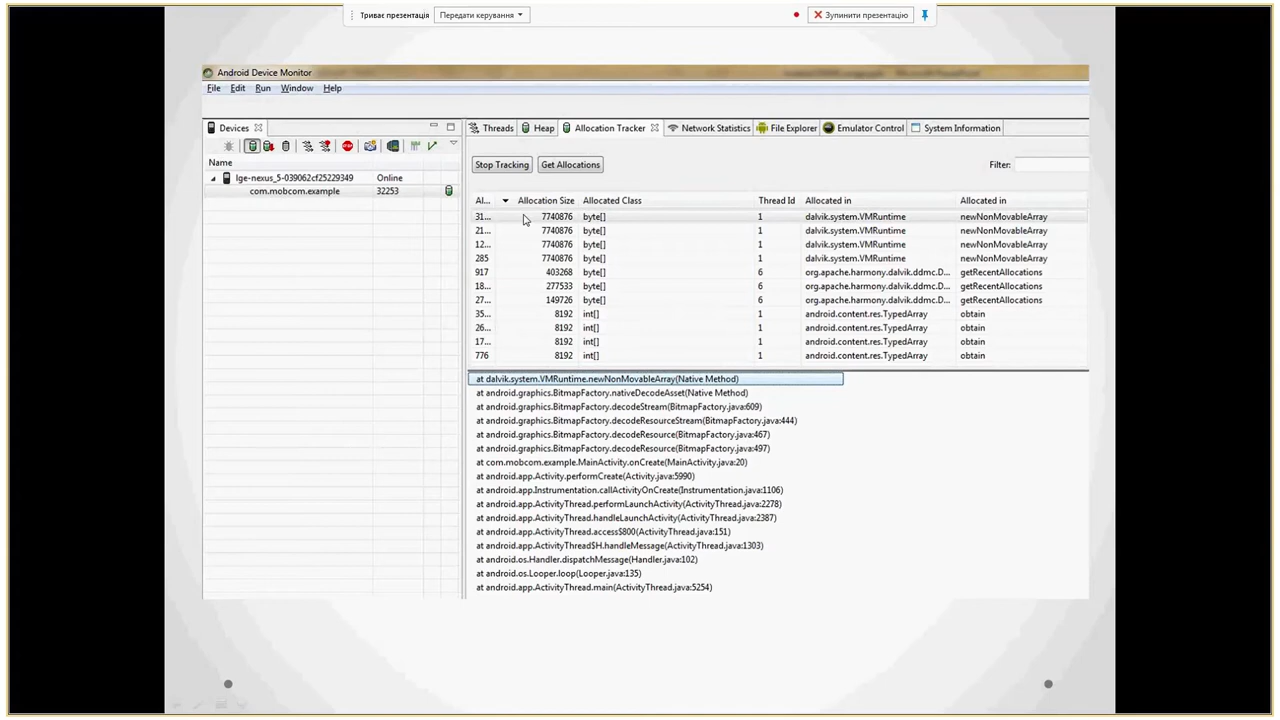 Триває презентація Передати керування Зупинити презентацію
Android Device Monitor
File Edit Run Window Help
Devices
Name
lge-nexus_5-039062cf25229349 Online
com.mobcom.example 32253
Threads Heap Allocation Tracker Network Statistics File Explorer Emulator Control System Information
Stop Tracking Get Allocations Filter:
Al... Allocation Size Allocated Class Thread Id Allocated in Allocated in
31... 7740876 byte[] 1 dalvik.system.VMRuntime newNonMovableArray
21... 7740876 byte[] 1 dalvik.system.VMRuntime newNonMovableArray
12... 7740876 byte[] 1 dalvik.system.VMRuntime newNonMovableArray
285 7740876 byte[] 1 dalvik.system.VMRuntime newNonMovableArray
917 403268 byte[] 6 org.apache.harmony.dalvik.ddmc.D... getRecentAllocations
18... 277533 byte[] 6 org.apache.harmony.dalvik.ddmc.D... getRecentAllocations
27... 149726 byte[] 6 org.apache.harmony.dalvik.ddmc.D... getRecentAllocations
35... 8192 int[] 1 android.content.res.TypedArray obtain
26... 8192 int[] 1 android.content.res.TypedArray obtain
17... 8192 int[] 1 android.content.res.TypedArray obtain
776 8192 int[] 1 android.content.res.TypedArray obtain
at dalvik.system.VMRuntime.newNonMovableArray(Native Method)
at android.graphics.BitmapFactory.nativeDecodeAsset(Native Method)
at android.graphics.BitmapFactory.decodeStream(BitmapFactory.java:609)
at android.graphics.BitmapFactory.decodeResourceStream(BitmapFactory.java:444)
at android.graphics.BitmapFactory.decodeResource(BitmapFactory.java:467)
at android.graphics.BitmapFactory.decodeResource(BitmapFactory.java:497)
at com.mobcom.example.MainActivity.onCreate(MainActivity.java:20)
at android.app.Activity.performCreate(Activity.java:5990)
at android.app.Instrumentation.callActivityOnCreate(Instrumentation.java:1106)
at android.app.ActivityThread.performLaunchActivity(ActivityThread.java:2278)
at android.app.ActivityThread.handleLaunchActivity(ActivityThread.java:2387)
at android.app.ActivityThread.access$800(ActivityThread.java:151)
at android.app.ActivityThread$H.handleMessage(ActivityThread.java:1303)
at android.os.Handler.dispatchMessage(Handler.java:102)
at android.os.Looper.loop(Looper.java:135)
at android.app.ActivityThread.main(ActivityThread.java:5254)